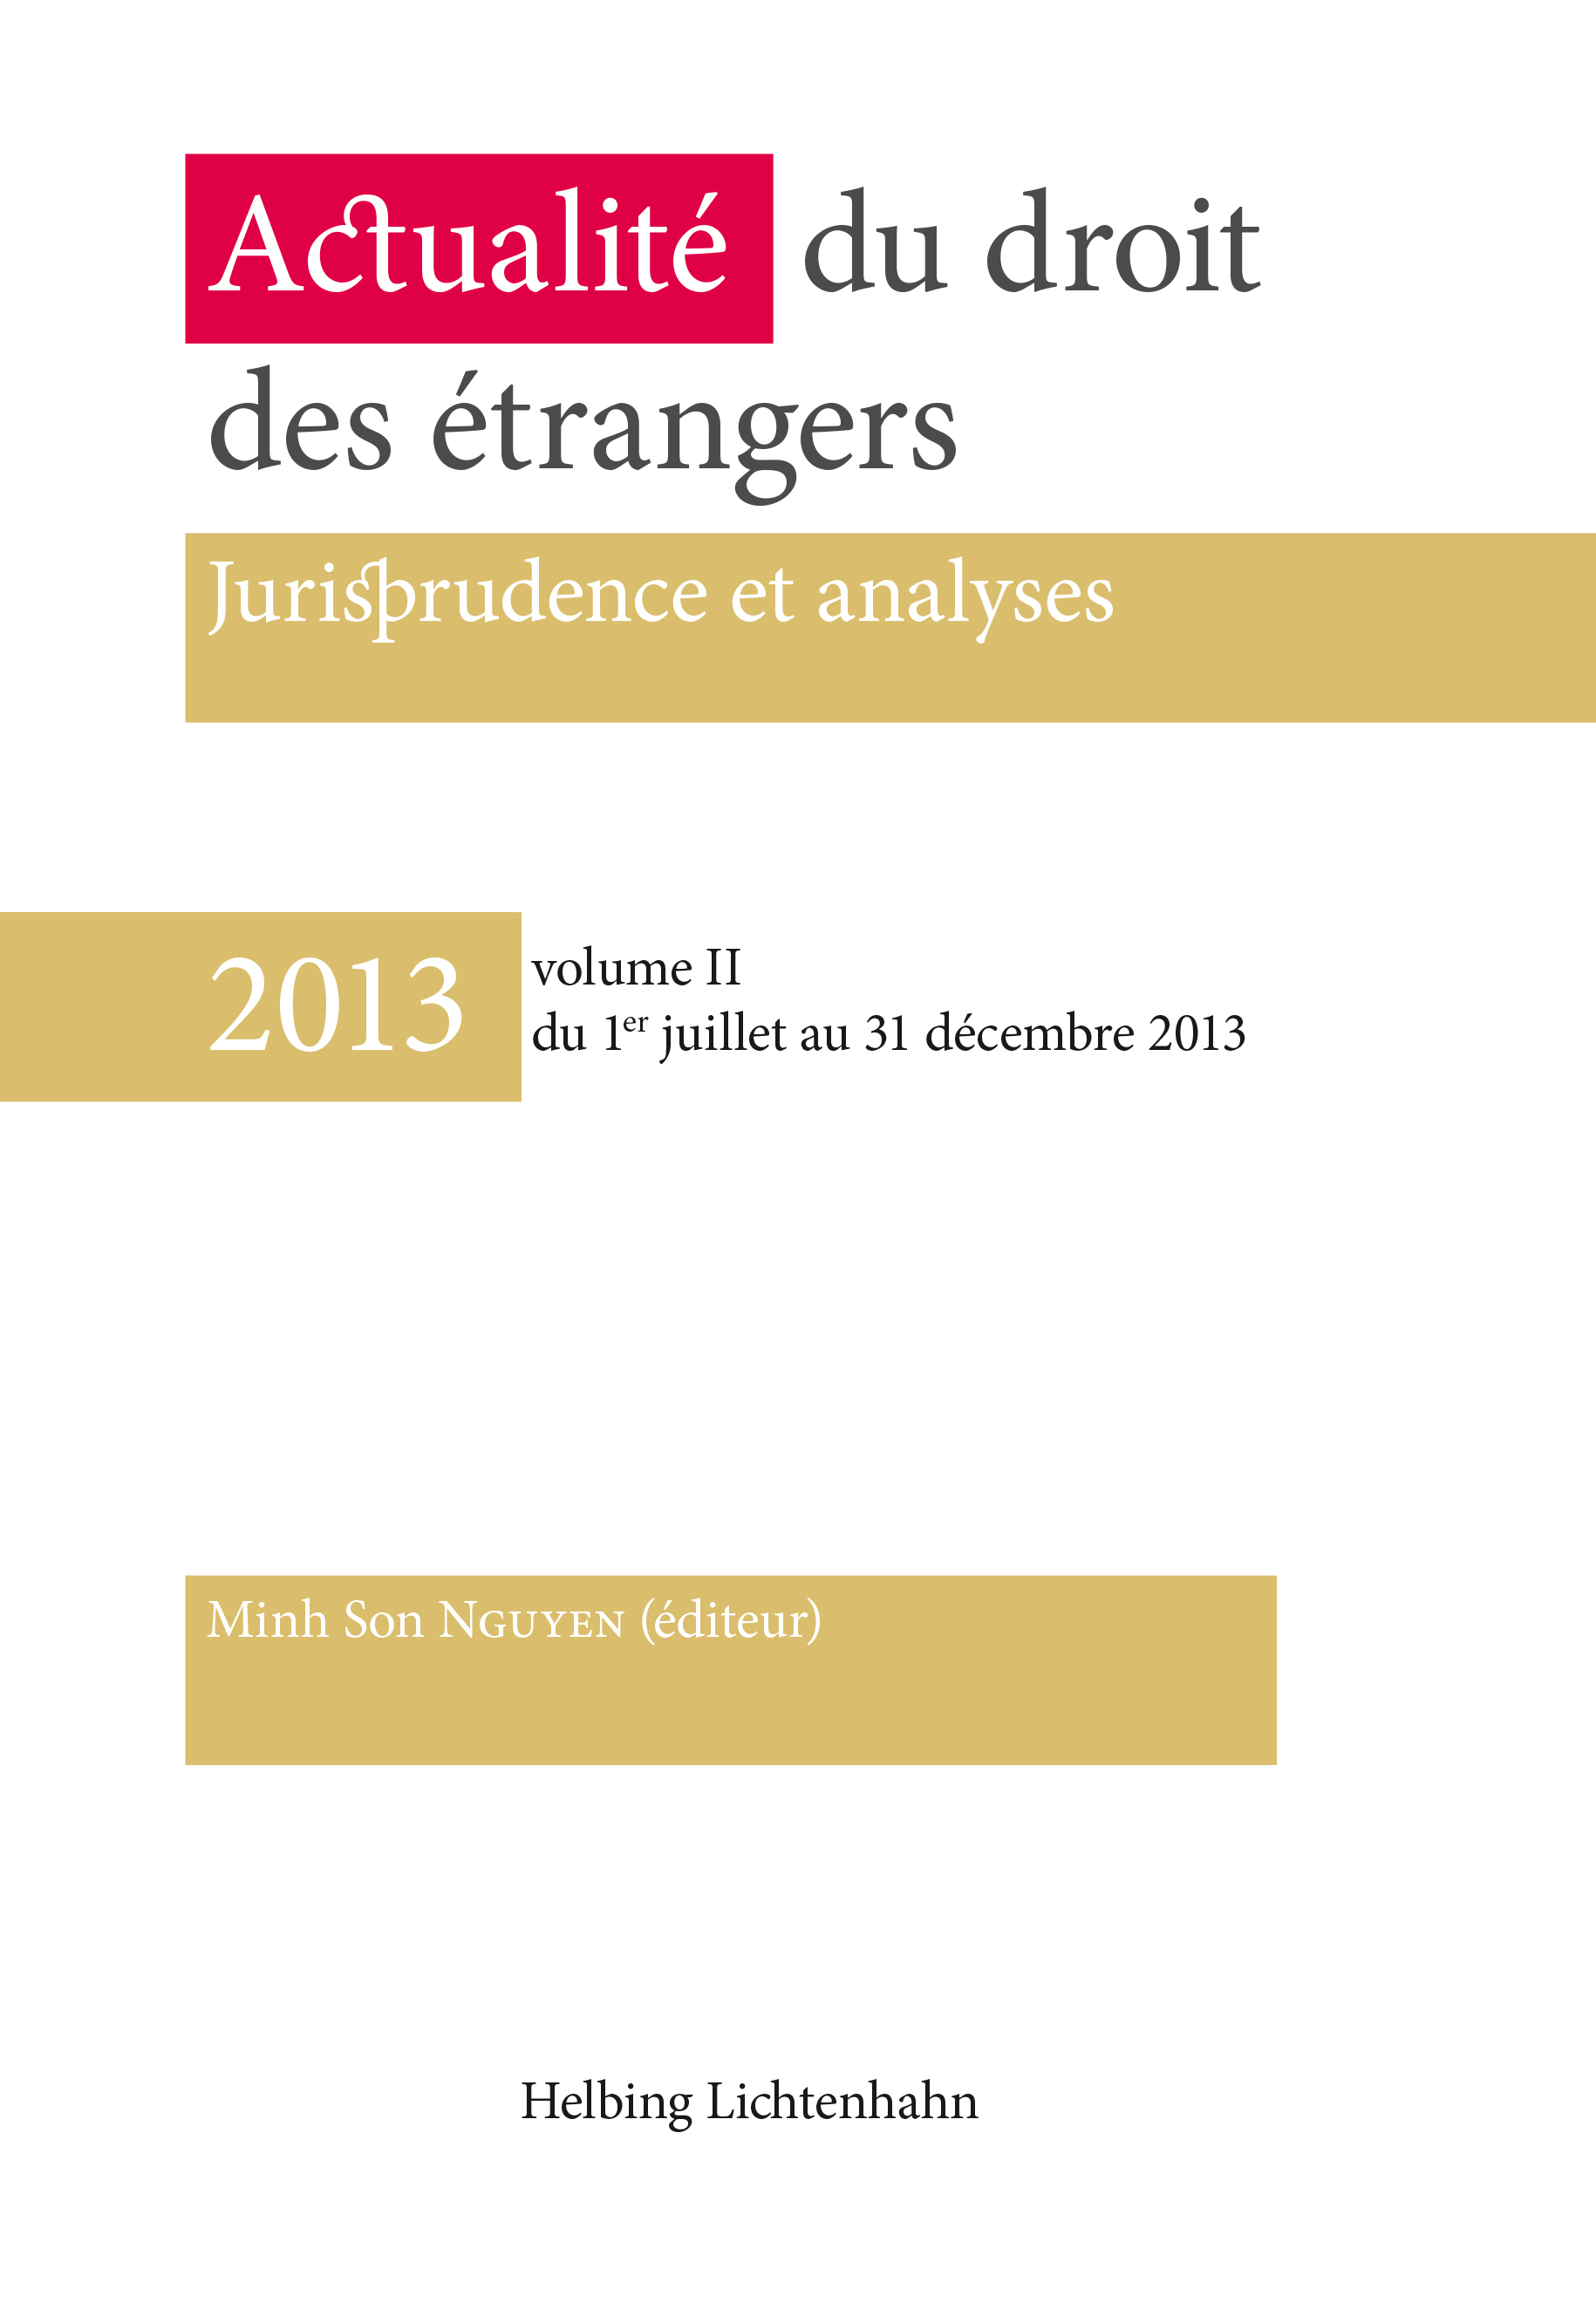 Actualité du droit
des étrangers
Jurisprudence et analyses
2013
volume II
du 1er juillet au 31 décembre 2013
Minh Son NGUYEN (éditeur)
Helbing Lichtenhahn